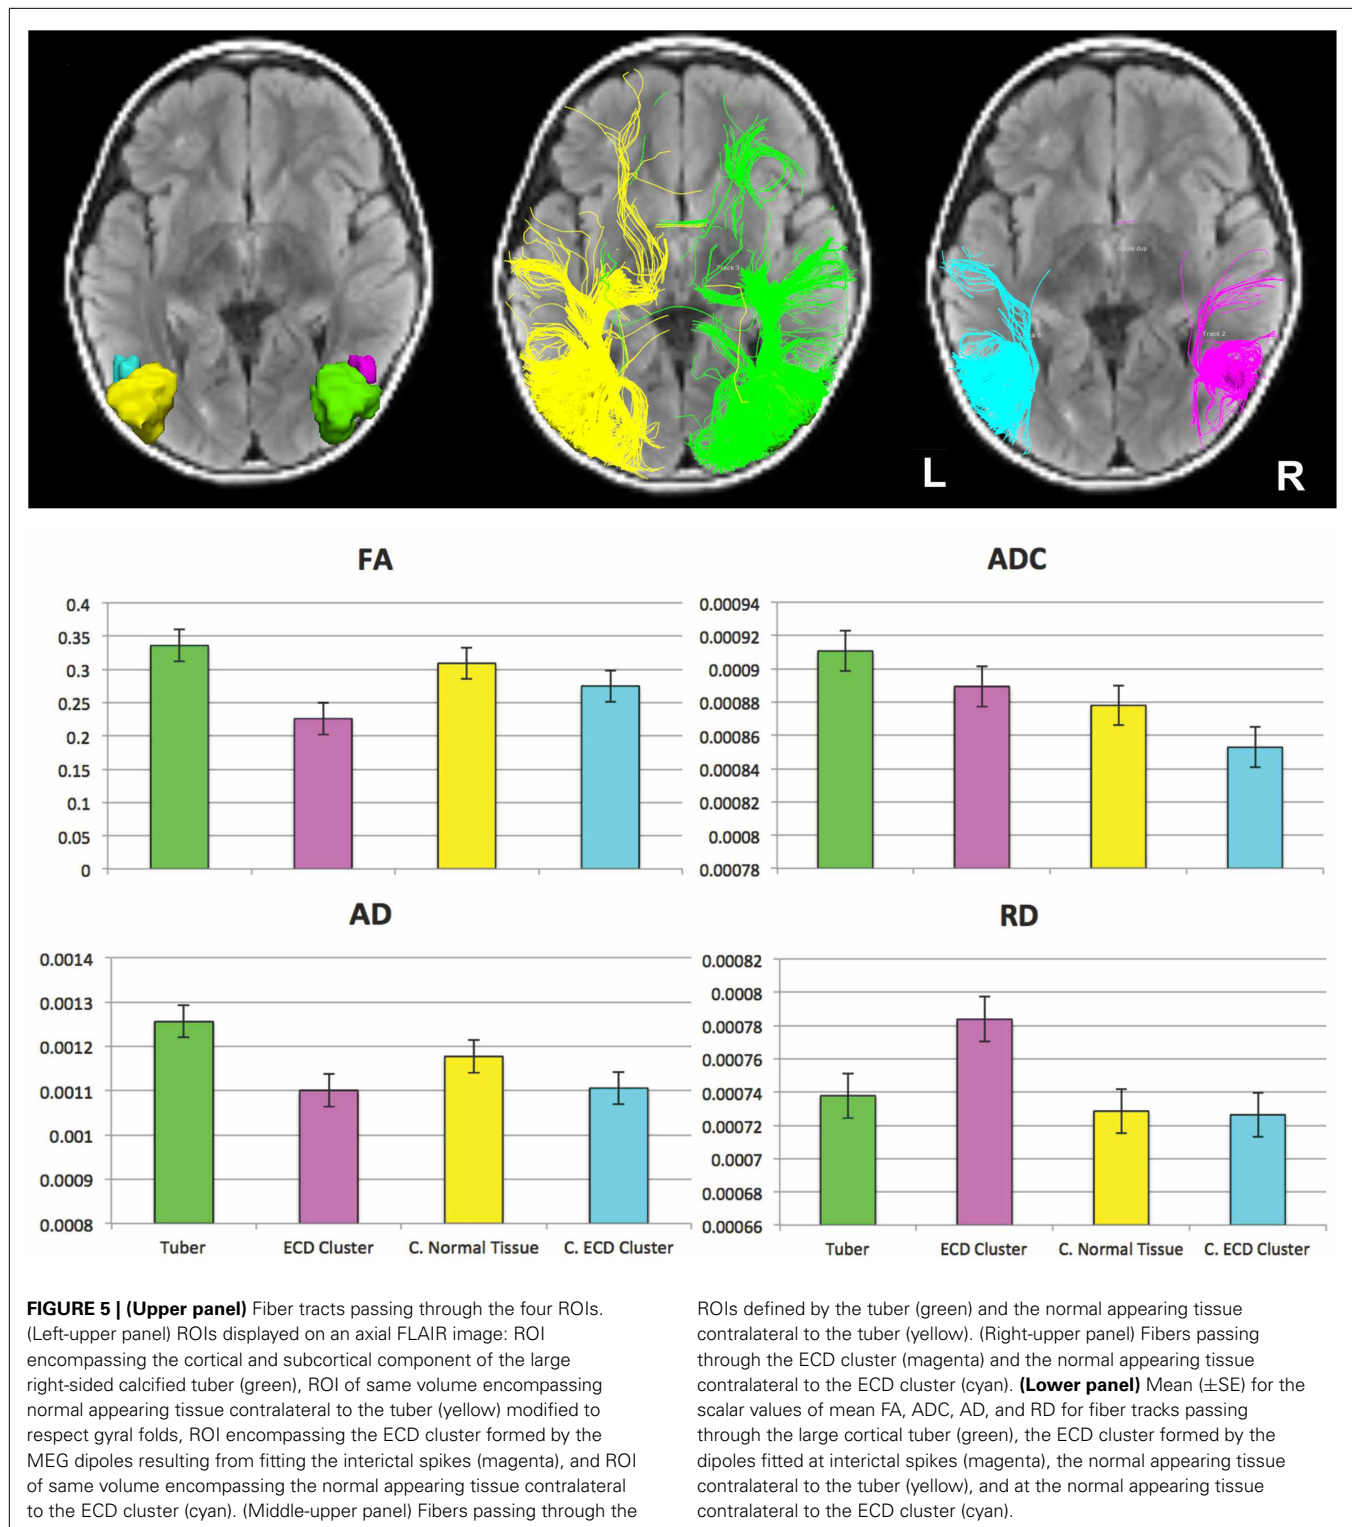 Track 3
dipole dup
Track 2
L
R
FA
0.4
0.35
0.3
0.25
0.2
0.15
0.1
0.05
0
ADC
0.00094
0.00092
0.0009
0.00088
0.00086
0.00084
0.00082
0.0008
0.00078
AD
0.0014
0.0013
0.0012
0.0011
0.001
0.0009
0.0008
Tuber ECD Cluster C. Normal Tissue C. ECD Cluster
RD
0.00082
0.0008
0.00078
0.00076
0.00074
0.00072
0.0007
0.00068
0.00066
Tuber ECD Cluster C. Normal Tissue C. ECD Cluster
FIGURE 5 | (Upper panel) Fiber tracts passing through the four ROIs.
(Left-upper panel) ROIs displayed on an axial FLAIR image: ROI
encompassing the cortical and subcortical component of the large
right-sided calcified tuber (green), ROI of same volume encompassing
normal appearing tissue contralateral to the tuber (yellow) modified to
respect gyral folds, ROI encompassing the ECD cluster formed by the
MEG dipoles resulting from fitting the interictal spikes (magenta), and ROI
of same volume encompassing the normal appearing tissue contralateral
to the ECD cluster (cyan). (Middle-upper panel) Fibers passing through the
ROIs defined by the tuber (green) and the normal appearing tissue
contralateral to the tuber (yellow). (Right-upper panel) Fibers passing
through the ECD cluster (magenta) and the normal appearing tissue
contralateral to the ECD cluster (cyan). (Lower panel) Mean (±SE) for the
scalar values of mean FA, ADC, AD, and RD for fiber tracks passing
through the large cortical tuber (green), the ECD cluster formed by the
dipoles fitted at interictal spikes (magenta), the normal appearing tissue
contralateral to the tuber (yellow), and at the normal appearing tissue
contralateral to the ECD cluster (cyan).